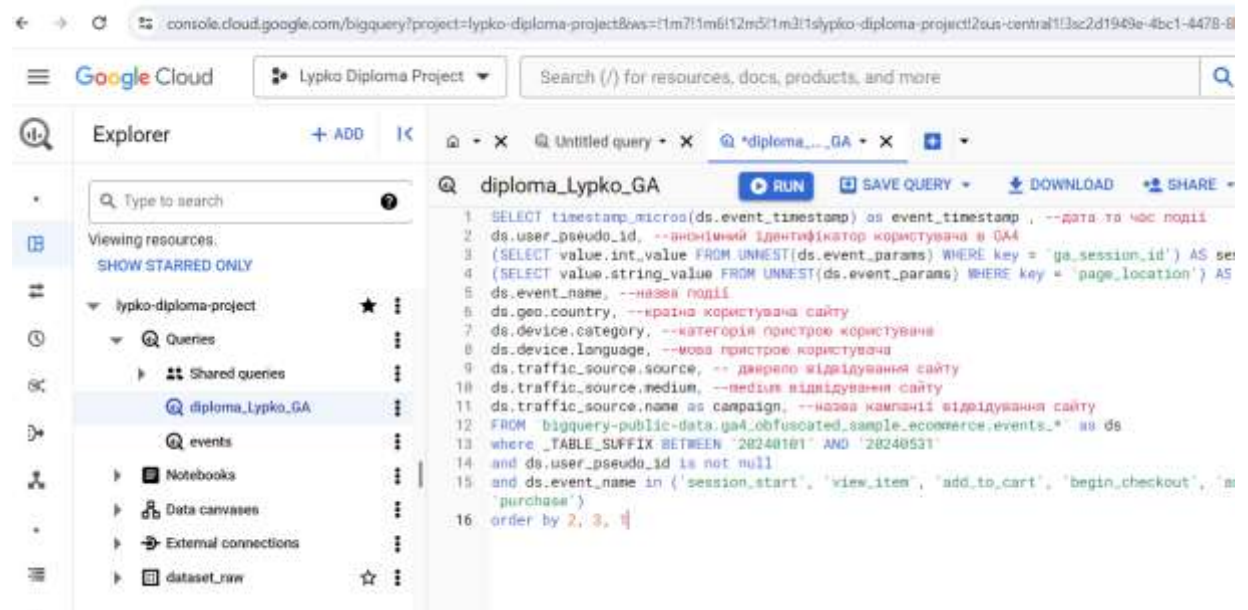 console.cloud.google.com/bigquery?project=lypko-diploma-project&ws=!1m7!1m6!12m5!1m3!1slypko-diploma-project!2sus-central1!3sc2d1949e-4bc1-4478-8
Google Cloud
Lypko Diploma Project
Search (/) for resources, docs, products, and more
Explorer
+ ADD
Untitled query
*diploma_..._GA
Type to search
diploma_Lypko_GA
RUN
SAVE QUERY
DOWNLOAD
SHARE
Viewing resources.
SHOW STARRED ONLY
lypko-diploma-project
Queries
Shared queries
diploma_Lypko_GA
events
Notebooks
Data canvases
External connections
dataset_raw
1 SELECT timestamp_micros(ds.event_timestamp) as event_timestamp , --дата та час події
2 ds.user_pseudo_id, --анонімний ідентифікатор користувача в GA4
3 (SELECT value.int_value FROM UNNEST(ds.event_params) WHERE key = 'ga_session_id') AS ses
4 (SELECT value.string_value FROM UNNEST(ds.event_params) WHERE key = 'page_location') AS
5 ds.event_name, --назва події
6 ds.geo.country, --країна користувача сайту
7 ds.device.category, --категорія пристрою користувача
8 ds.device.language, --мова пристрою користувача
9 ds.traffic_source.source, -- джерело відвідування сайту
10 ds.traffic_source.medium, --medium відвідування сайту
11 ds.traffic_source.name as campaign, --назва кампанії відвідування сайту
12 FROM `bigquery-public-data.ga4_obfuscated_sample_ecommerce.events_*` as ds
13 where _TABLE_SUFFIX BETWEEN '20240101' AND '20240531'
14 and ds.user_pseudo_id is not null
15 and ds.event_name in ('session_start', 'view_item', 'add_to_cart', 'begin_checkout',
'purchase')
16 order by 2, 3, 1